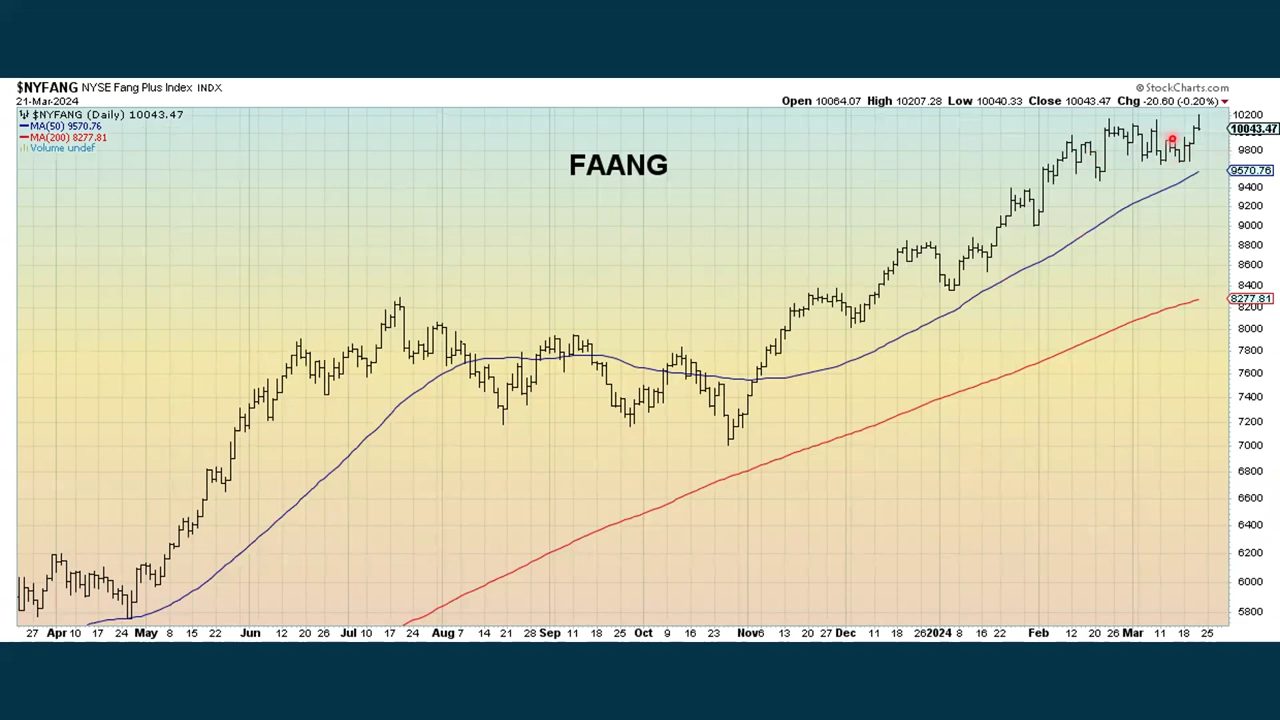 $NYFANG NYSE Fang Plus Index INDX
© StockCharts.com
21-Mar-2024
Open 10064.07 High 10207.28 Low 10040.33 Close 10043.47 Chg -20.60 (-0.20%)
$NYFANG (Daily) 10043.47
MA(50) 9570.76
MA(200) 8277.81
Volume undef
FAANG
10200
10043.47
9800
9570.76
9400
9200
9000
8800
8600
8400
8277.81
8200
8000
7800
7600
7400
7200
7000
6800
6600
6400
6200
6000
5800
27 Apr 10 17 24 May 8 15 22 Jun 12 20 26 Jul 10 17 24 Aug 7 14 21 28 Sep 11 18 25 Oct 9 16 23 Nov 6 13 20 27 Dec 11 18 26 2024 8 16 22 Feb 12 20 26 Mar 11 18 25